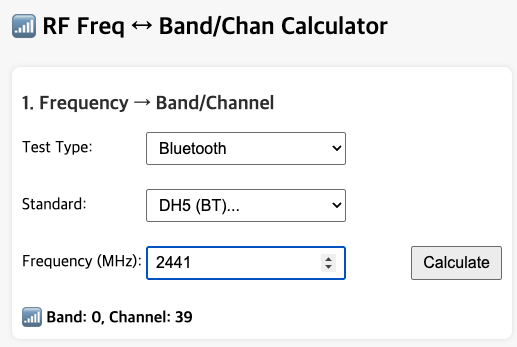 RF Freq ↔ Band/Chan Calculator
1. Frequency → Band/Channel
Test Type: Bluetooth
Standard: DH5 (BT)...
Frequency (MHz): 2441 Calculate
Band: 0, Channel: 39